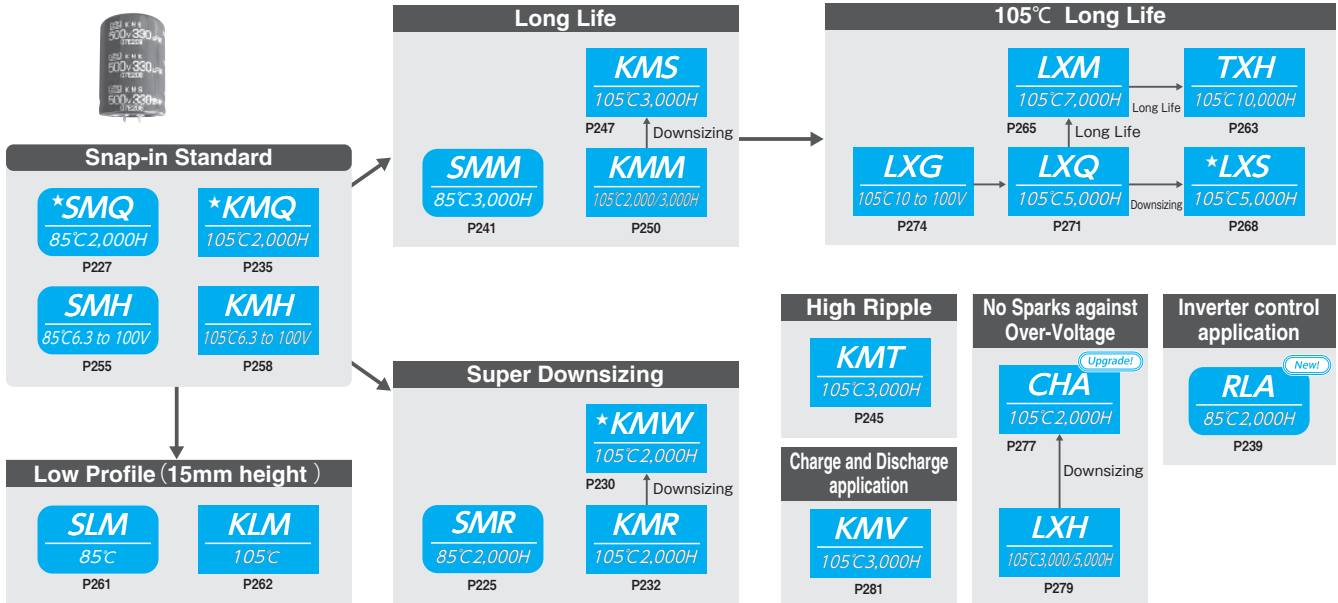 KMS
500v330μF
KMS
500v330μF
KMS
500v330
Snap-in Standard
★SMQ
85℃2,000H
P227
★KMQ
105℃2,000H
P235
SMH
85℃6.3 to 100V
P255
KMH
105℃6.3 to 100V
P258
Low Profile（15mm height ）
SLM
85℃
P261
KLM
105℃
P262
Long Life
KMS
105℃3,000H
P247
Downsizing
SMM
85℃3,000H
P241
KMM
105℃2,000/3,000H
P250
Super Downsizing
★KMW
105℃2,000H
P230
Downsizing
SMR
85℃2,000H
P225
KMR
105℃2,000H
P232
105℃ Long Life
LXM
105℃7,000H
P265
Long Life
TXH
105℃10,000H
P263
Long Life
LXG
105℃10 to 100V
P274
LXQ
105℃5,000H
P271
Downsizing
★LXS
105℃5,000H
P268
High Ripple
KMT
105℃3,000H
P245
Charge and Discharge
application
KMV
105℃3,000H
P281
No Sparks against
Over-Voltage
Upgrade!
CHA
105℃2,000H
P277
Downsizing
LXH
105℃3,000/5,000H
P279
Inverter control
application
New!
RLA
85℃2,000H
P239